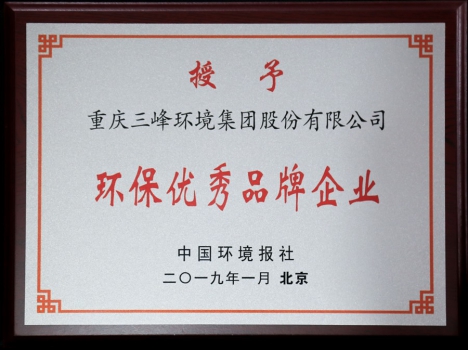 授 予
重庆三峰环境集团股份有限公司
环保优秀品牌企业
中国环境报社
二〇一九年一月 北京